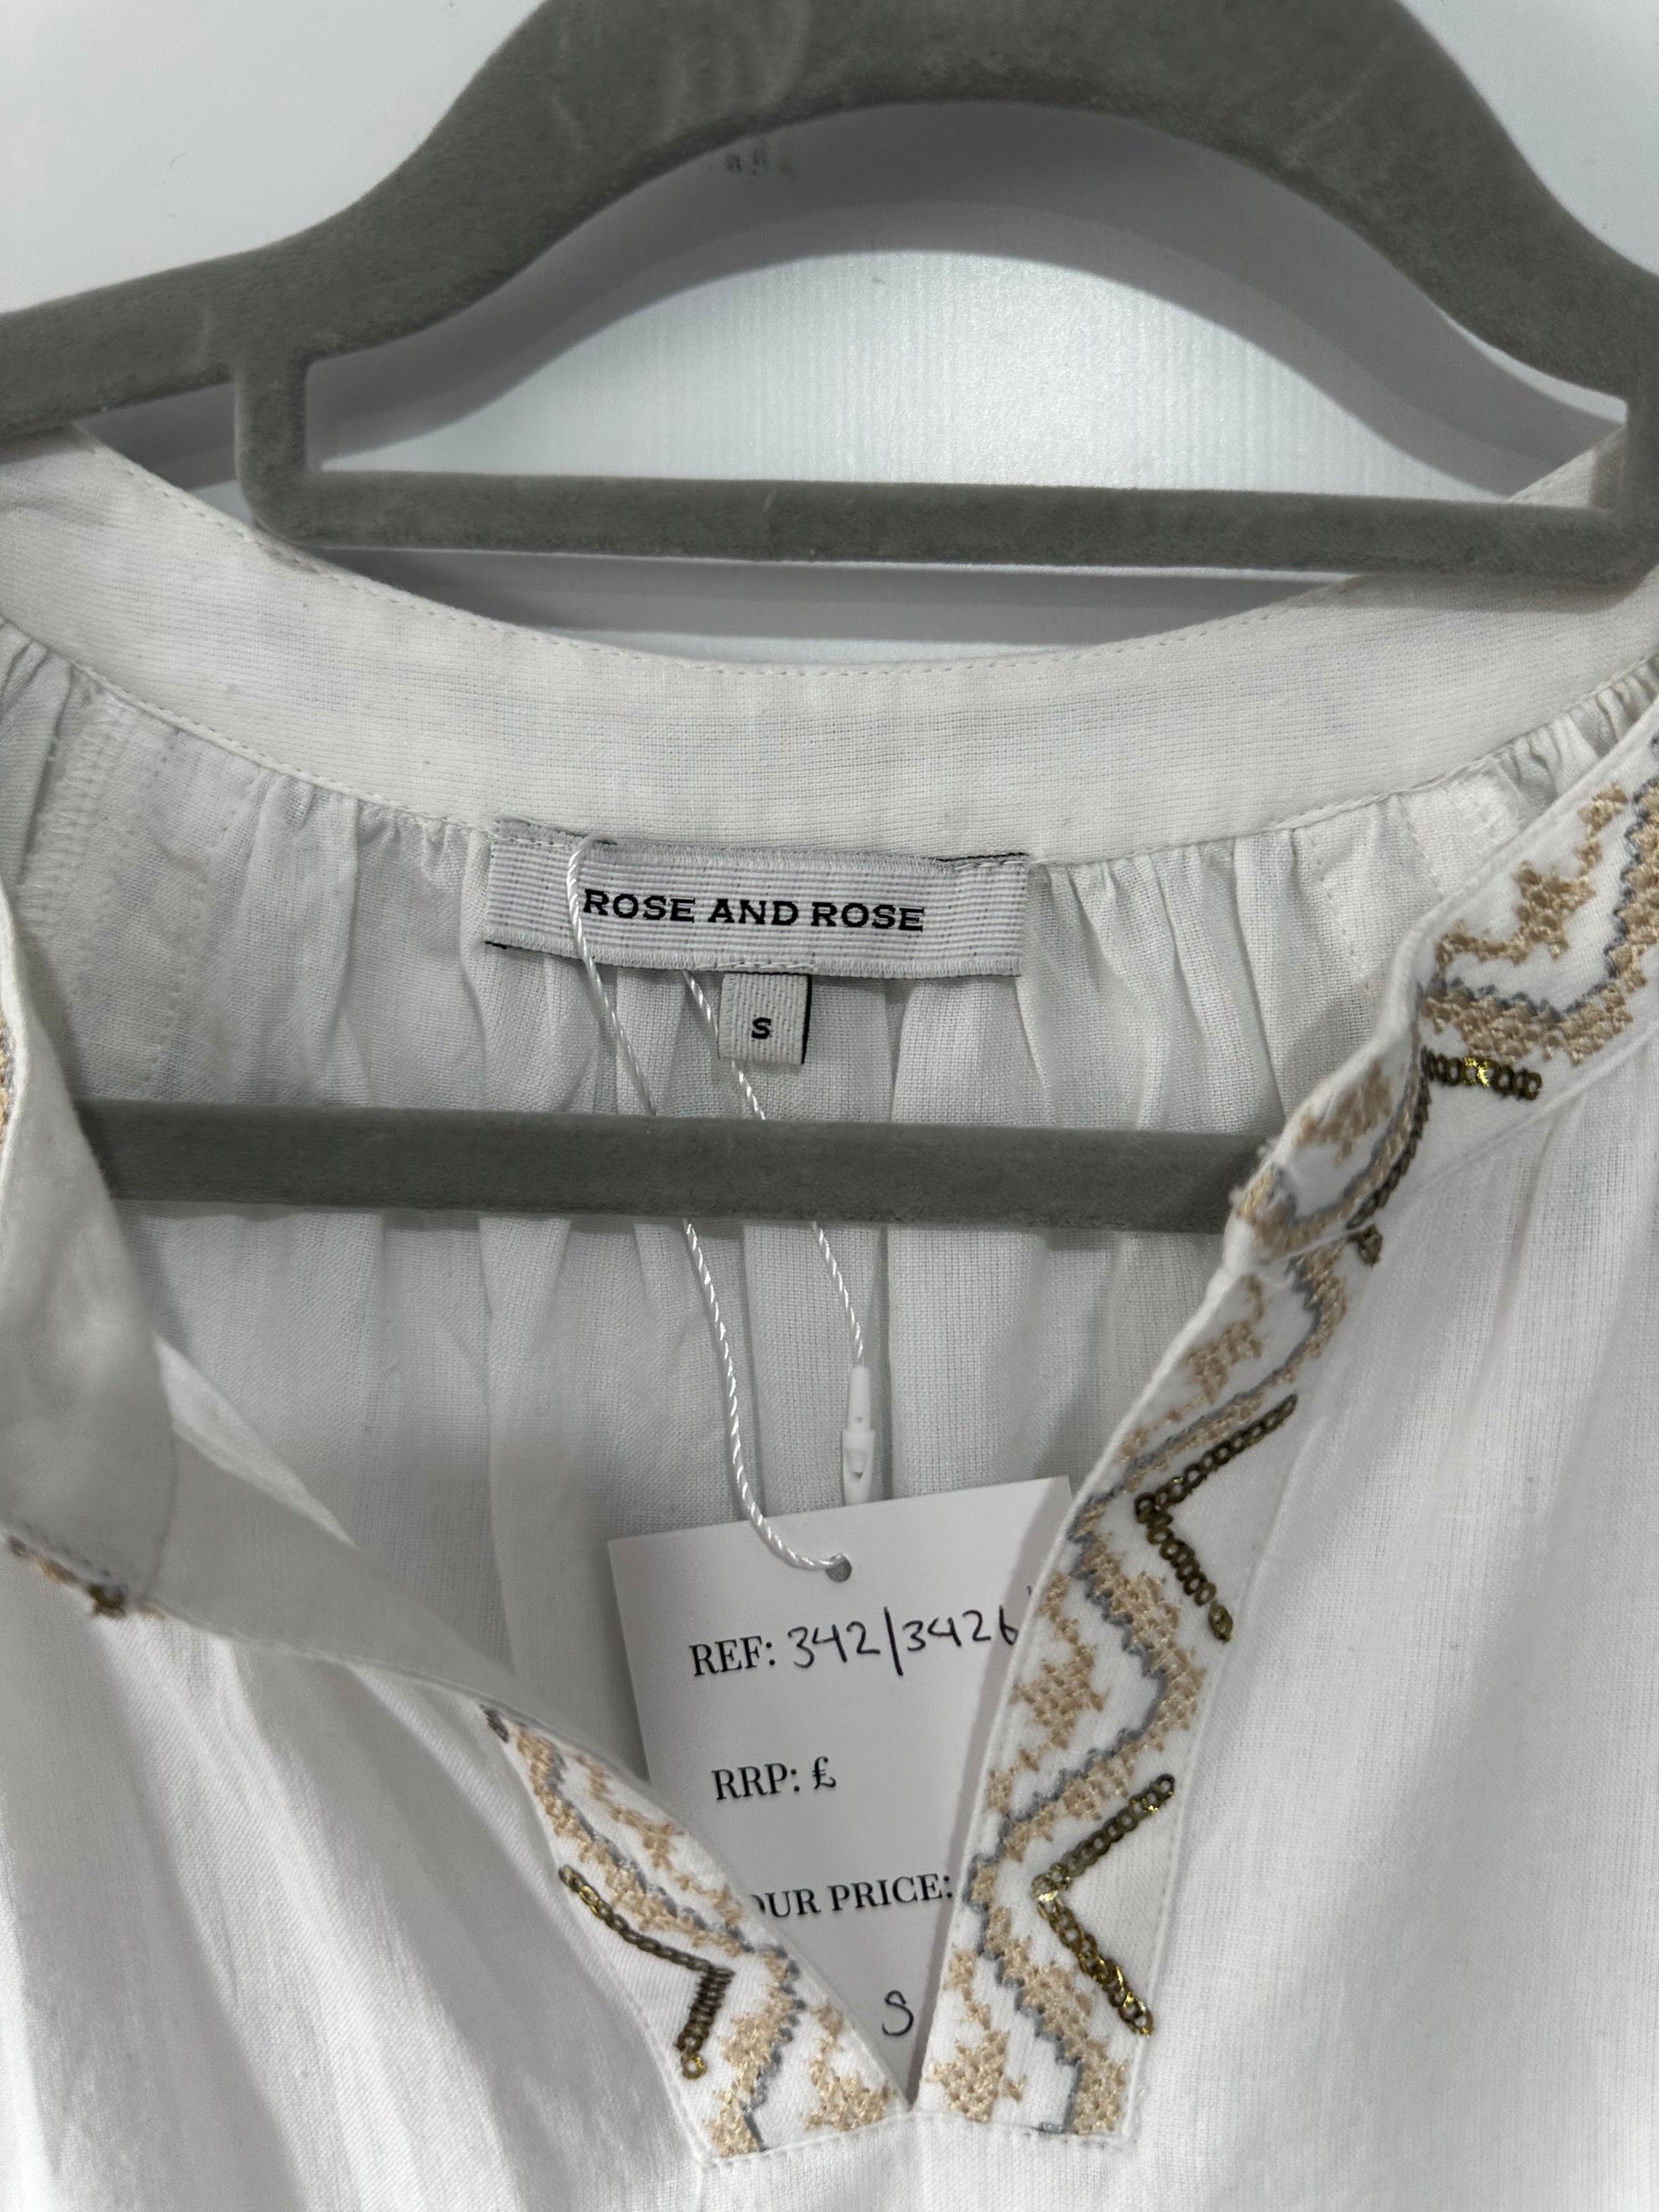 ROSE AND ROSE
S
REF: 342/3426
RRP: £
OUR PRICE:
S